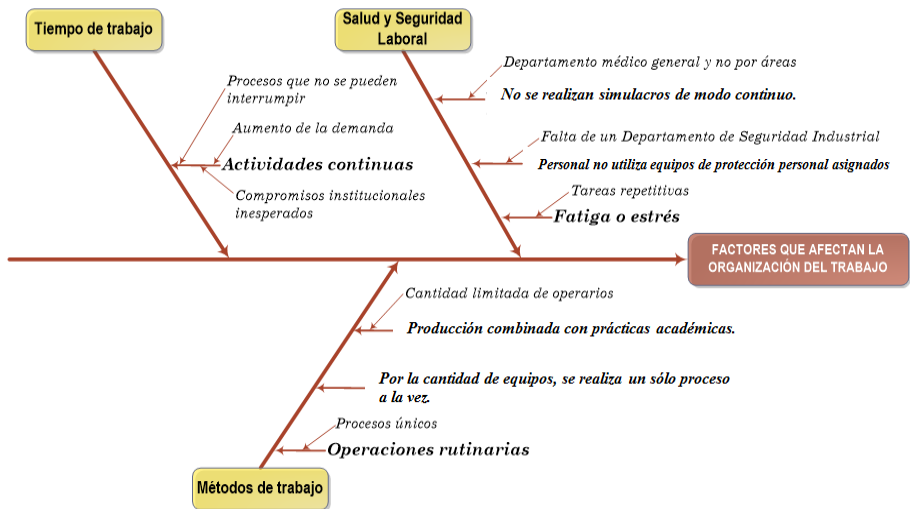 Tiempo de trabajo
Salud y Seguridad
Laboral
Procesos que no se pueden
interrumpir
Aumento de la demanda
Actividades continuas
Compromisos institucionales
inesperados
Departamento médico general y no por áreas
No se realizan simulacros de modo continuo.
Falta de un Departamento de Seguridad Industrial
Personal no utiliza equipos de protección personal asignados
Tareas repetitivas
Fatiga o estrés
FACTORES QUE AFECTAN LA
ORGANIZACIÓN DEL TRABAJO
Cantidad limitada de operarios
Producción combinada con prácticas académicas.
Por la cantidad de equipos, se realiza un sólo proceso
a la vez.
Procesos únicos
Operaciones rutinarias
Métodos de trabajo